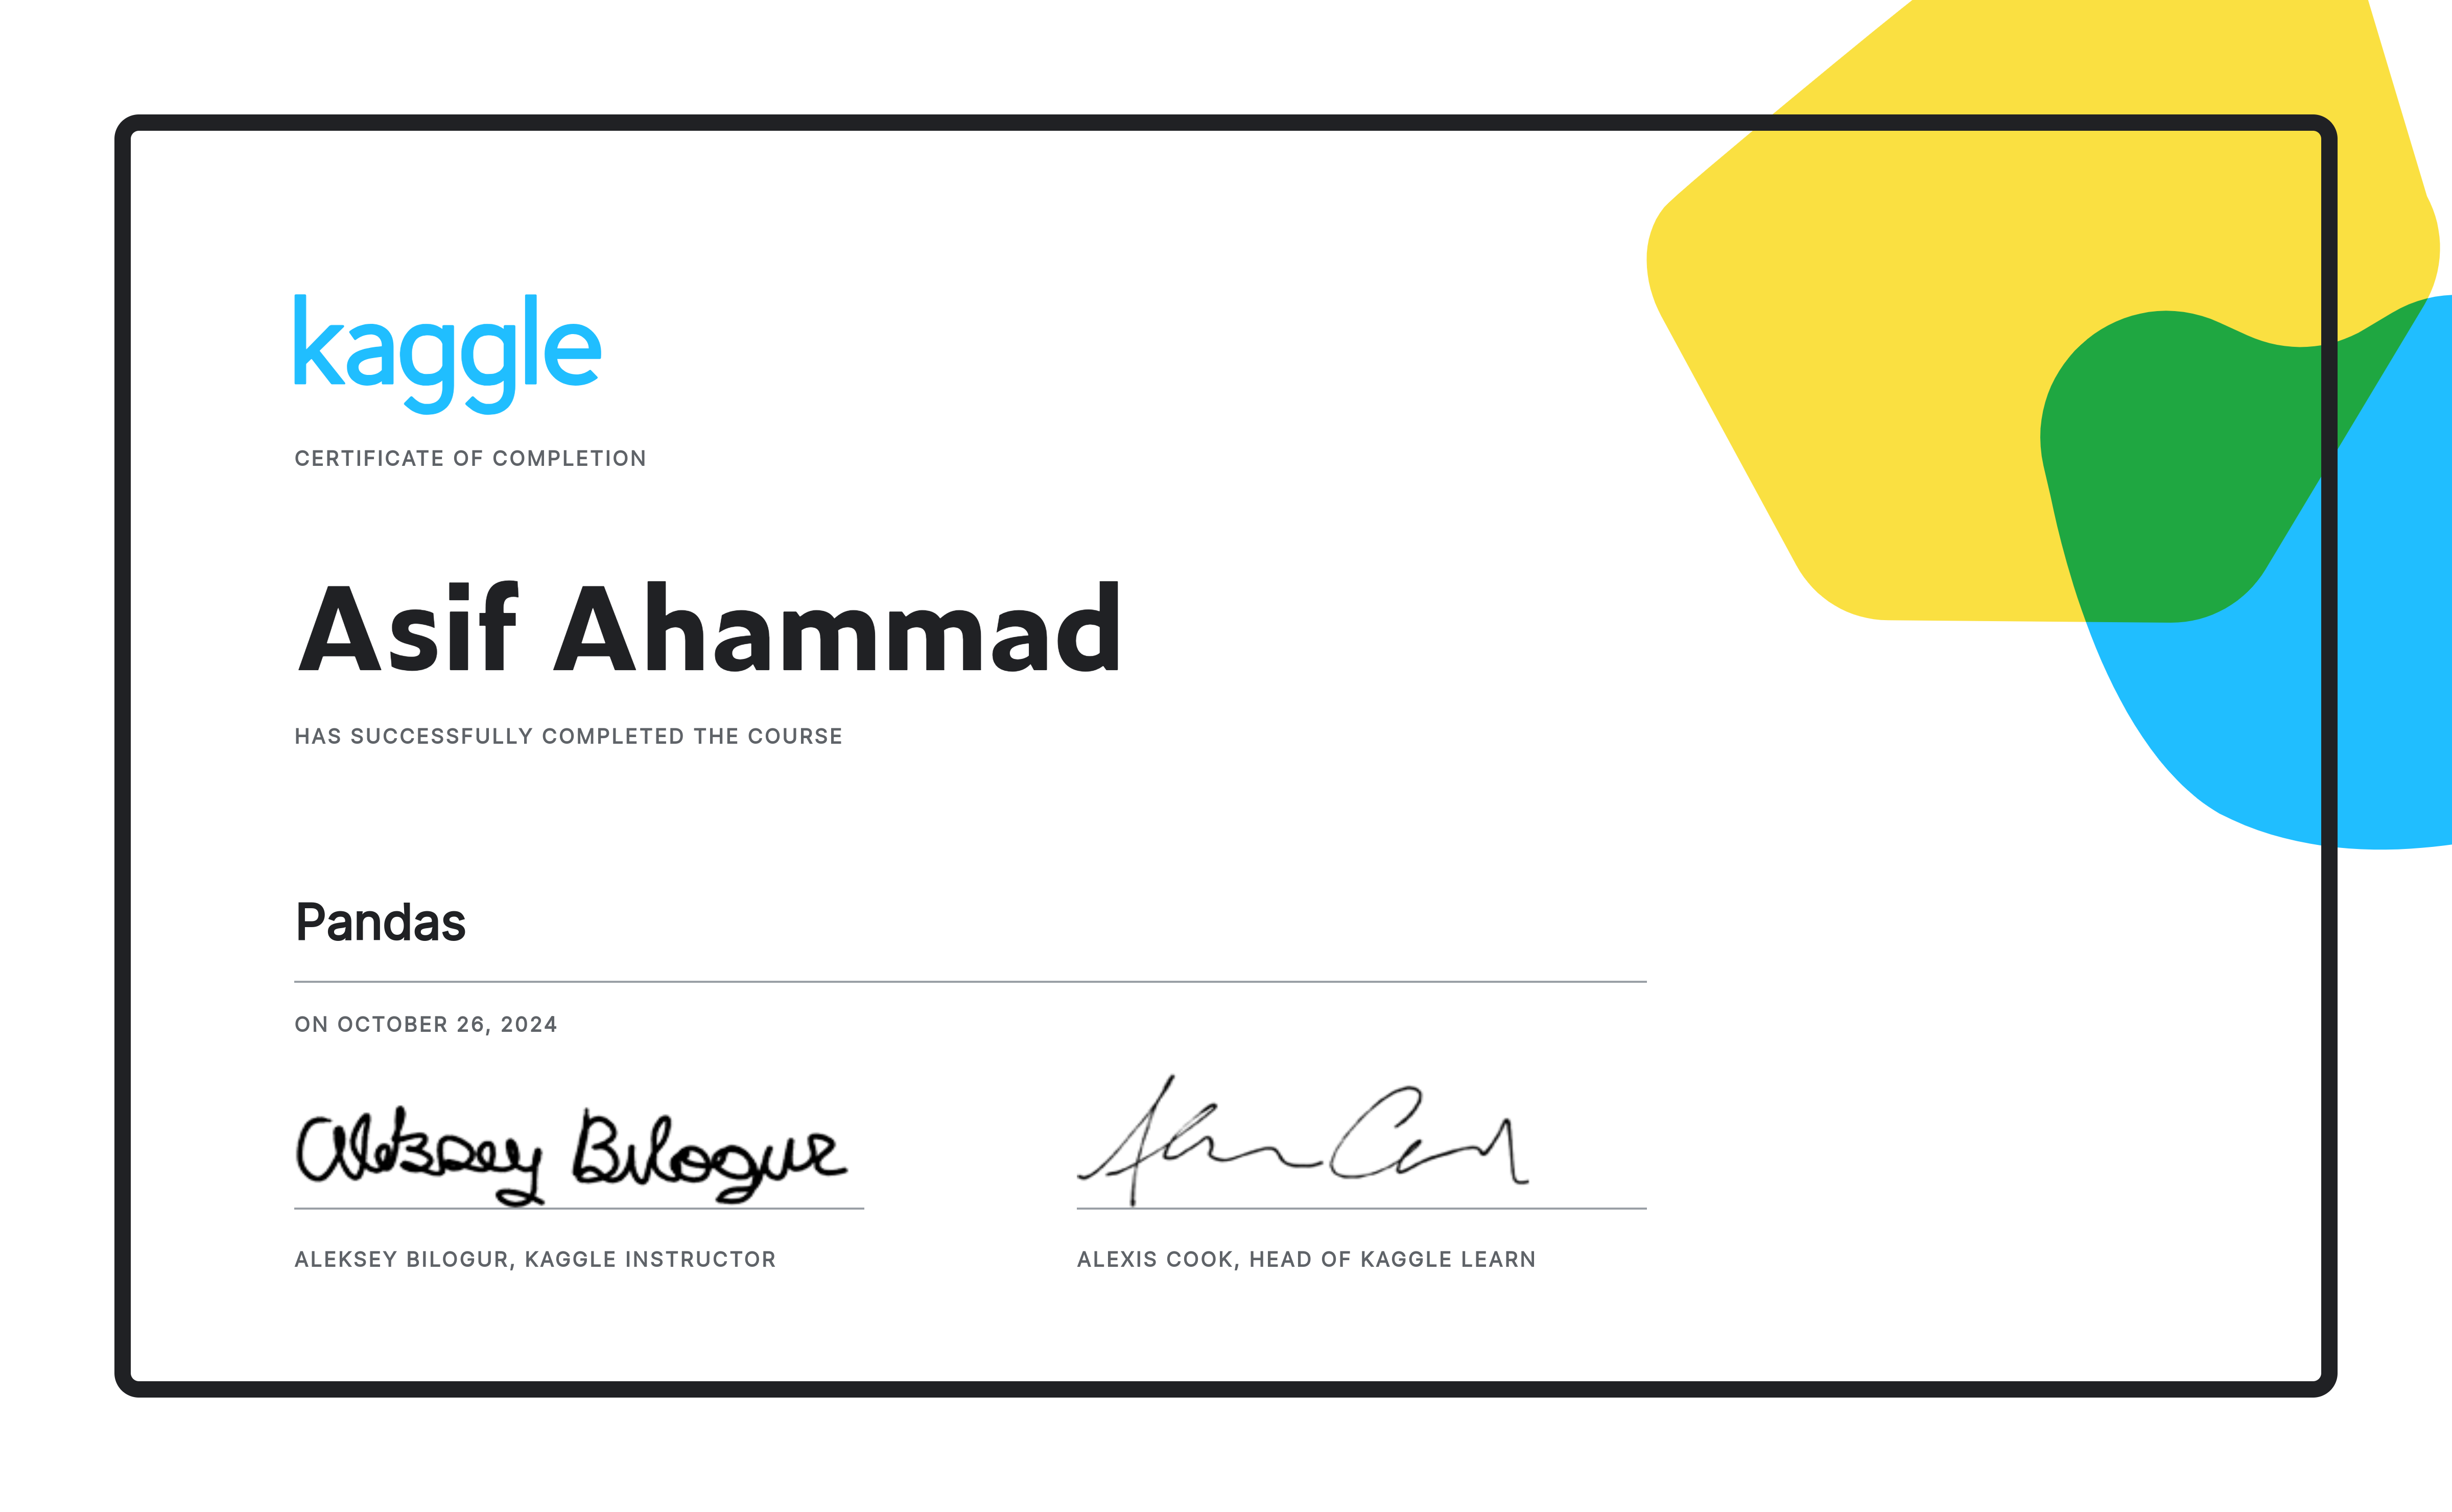 kaggle
CERTIFICATE OF COMPLETION
Asif Ahammad
HAS SUCCESSFULLY COMPLETED THE COURSE
Pandas
ON OCTOBER 26, 2024
Aleksey Bilogur
ALEKSEY BILOGUR, KAGGLE INSTRUCTOR
ALEXIS COOK, HEAD OF KAGGLE LEARN